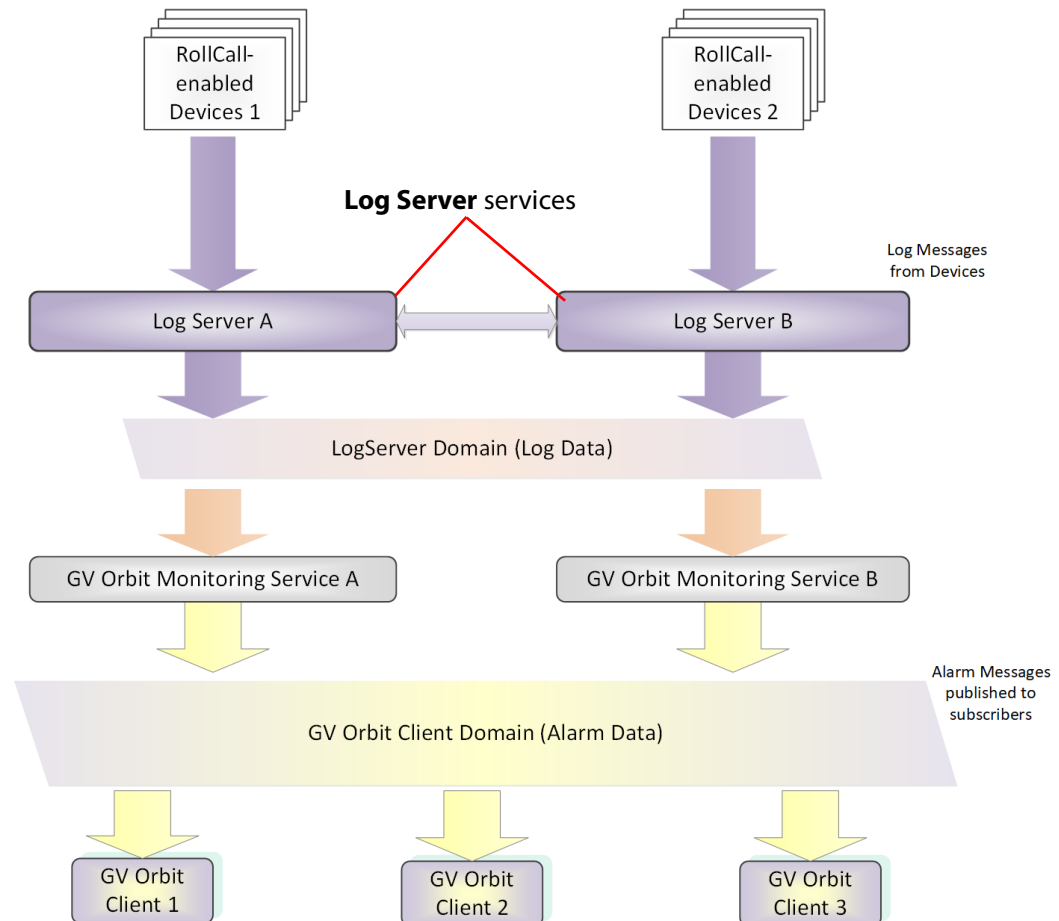 RollCall-
enabled
Devices 1
RollCall-
enabled
Devices 2
Log Server services
Log Messages
from Devices
Log Server A
Log Server B
LogServer Domain (Log Data)
GV Orbit Monitoring Service A
GV Orbit Monitoring Service B
Alarm Messages
published to
subscribers
GV Orbit Client Domain (Alarm Data)
GV Orbit
Client 1
GV Orbit
Client 2
GV Orbit
Client 3